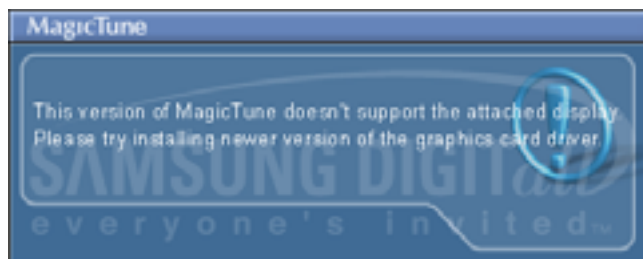 MagicTune
This version of MagicTune doesn't support the attached display
Please try installing newer version of the graphics card driver.
SAMSUNG DIGITall
everyone's invited™